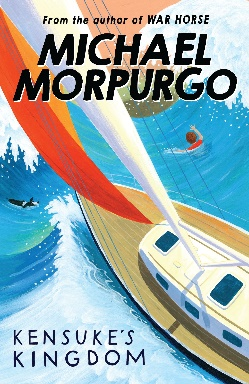 From the author of WAR HORSE
MICHAEL
MORPURGO
KENSUKE'S
KINGDOM